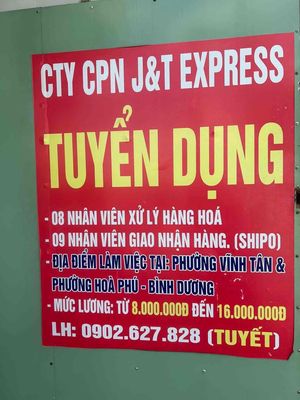 CTY CPN J&T EXPRESS
TUYỂN DỤNG
- 08 NHÂN VIÊN XỬ LÝ HÀNG HOÁ
- 09 NHÂN VIÊN GIAO NHẬN HÀNG. (SHIPO)
- ĐỊA ĐIỂM LÀM VIỆC TẠI: PHƯỜNG VĨNH TÂN &
PHƯỜNG HOÀ PHÚ - BÌNH DƯƠNG
- MỨC LƯƠNG: TỪ 8.000.000Đ ĐẾN 16.000.000Đ
LH: 0902.627.828 (TUYẾT)